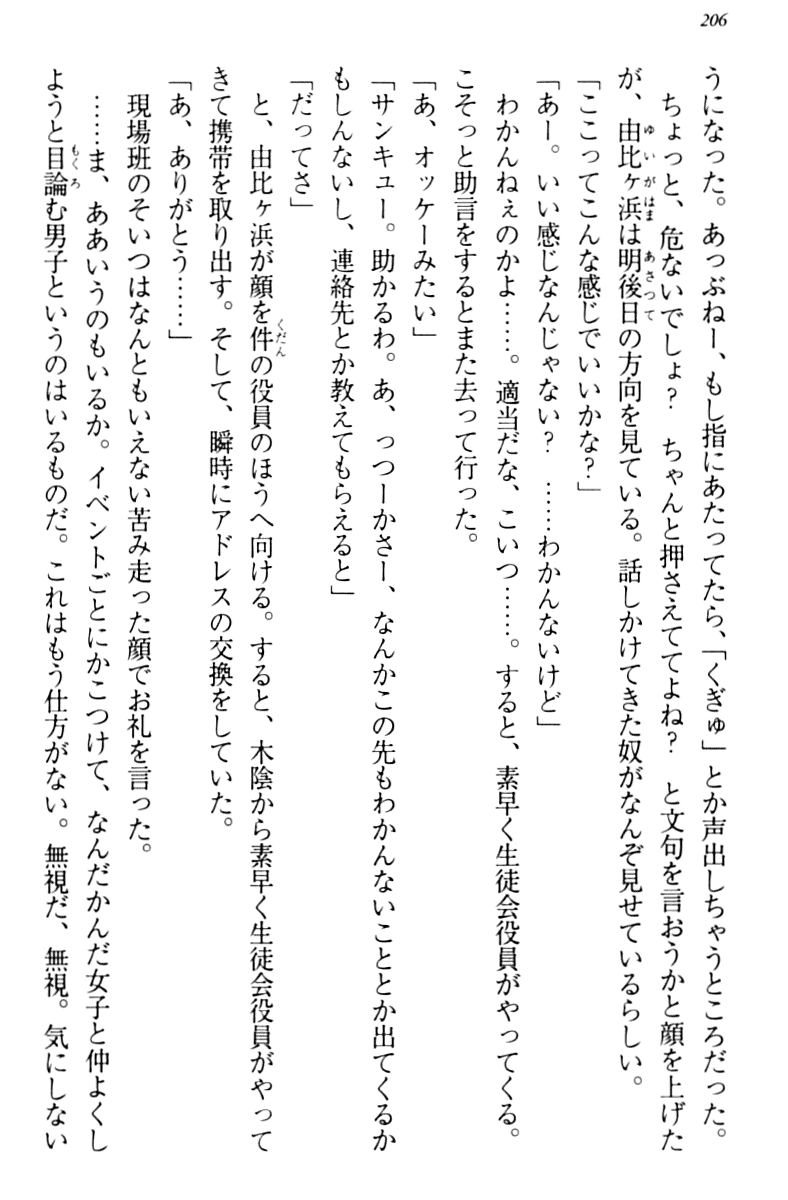 206
うになった。あっぶねー、もし指にあたってたら、「くぎゅ」とか声出しちゃうところだった。
　ちょっと、危ないでしょ?　ちゃんと押さえててよね?　と文句を言おうかと顔を上げた
が、由比ヶ浜は明後日の方向を見ている。話しかけてきた奴がなんぞ見せているらしい。
「ここってこんな感じでいいかな?」
「あー。いい感じなんじゃない?　……わかんないけど」
　わかんねぇのかよ……。適当だな、こいつ……。すると、素早く生徒会役員がやってくる。
こそっと助言をするとまた去って行った。
「あ、オッケーみたい」
「サンキュー。助かるわ。あ、っつーかさー、なんかこの先もわかんないこととか出てくるか
もしんないし、連絡先とか教えてもらえると」
「だってさ」
　と、由比ヶ浜が顔を件の役員のほうへ向ける。すると、木陰から素早く生徒会役員がやって
きて携帯を取り出す。そして、瞬時にアドレスの交換をしていた。
「あ、ありがとう……」
　現場班のそいつはなんともいえない苦み走った顔でお礼を言った。
　……ま、ああいうのもいるか。イベントごとにかこつけて、なんだかんだ女子と仲よくし
ようと目論む男子というのはいるものだ。これはもう仕方がない。無視だ、無視。気にしない